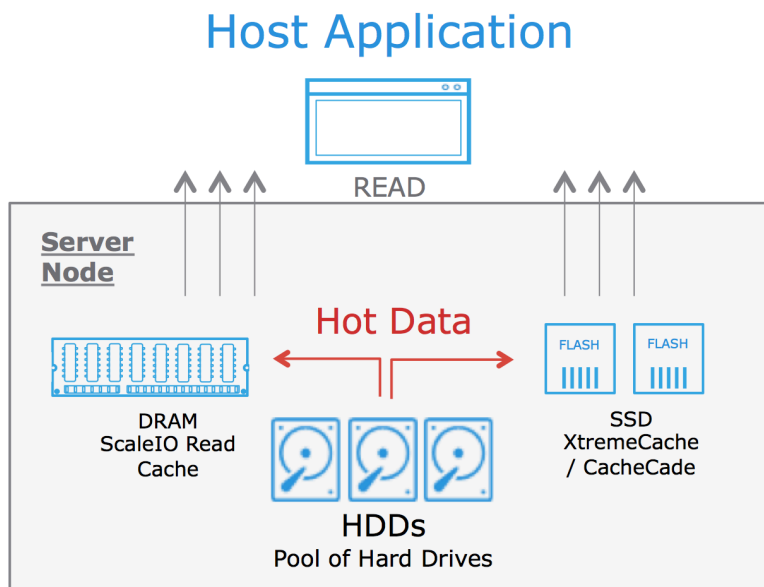 Host Application
READ
Server
Node
Hot Data
FLASH
FLASH
DRAM
ScaleIO Read
Cache
SSD
XtremeCache
/ CacheCade
HDDs
Pool of Hard Drives